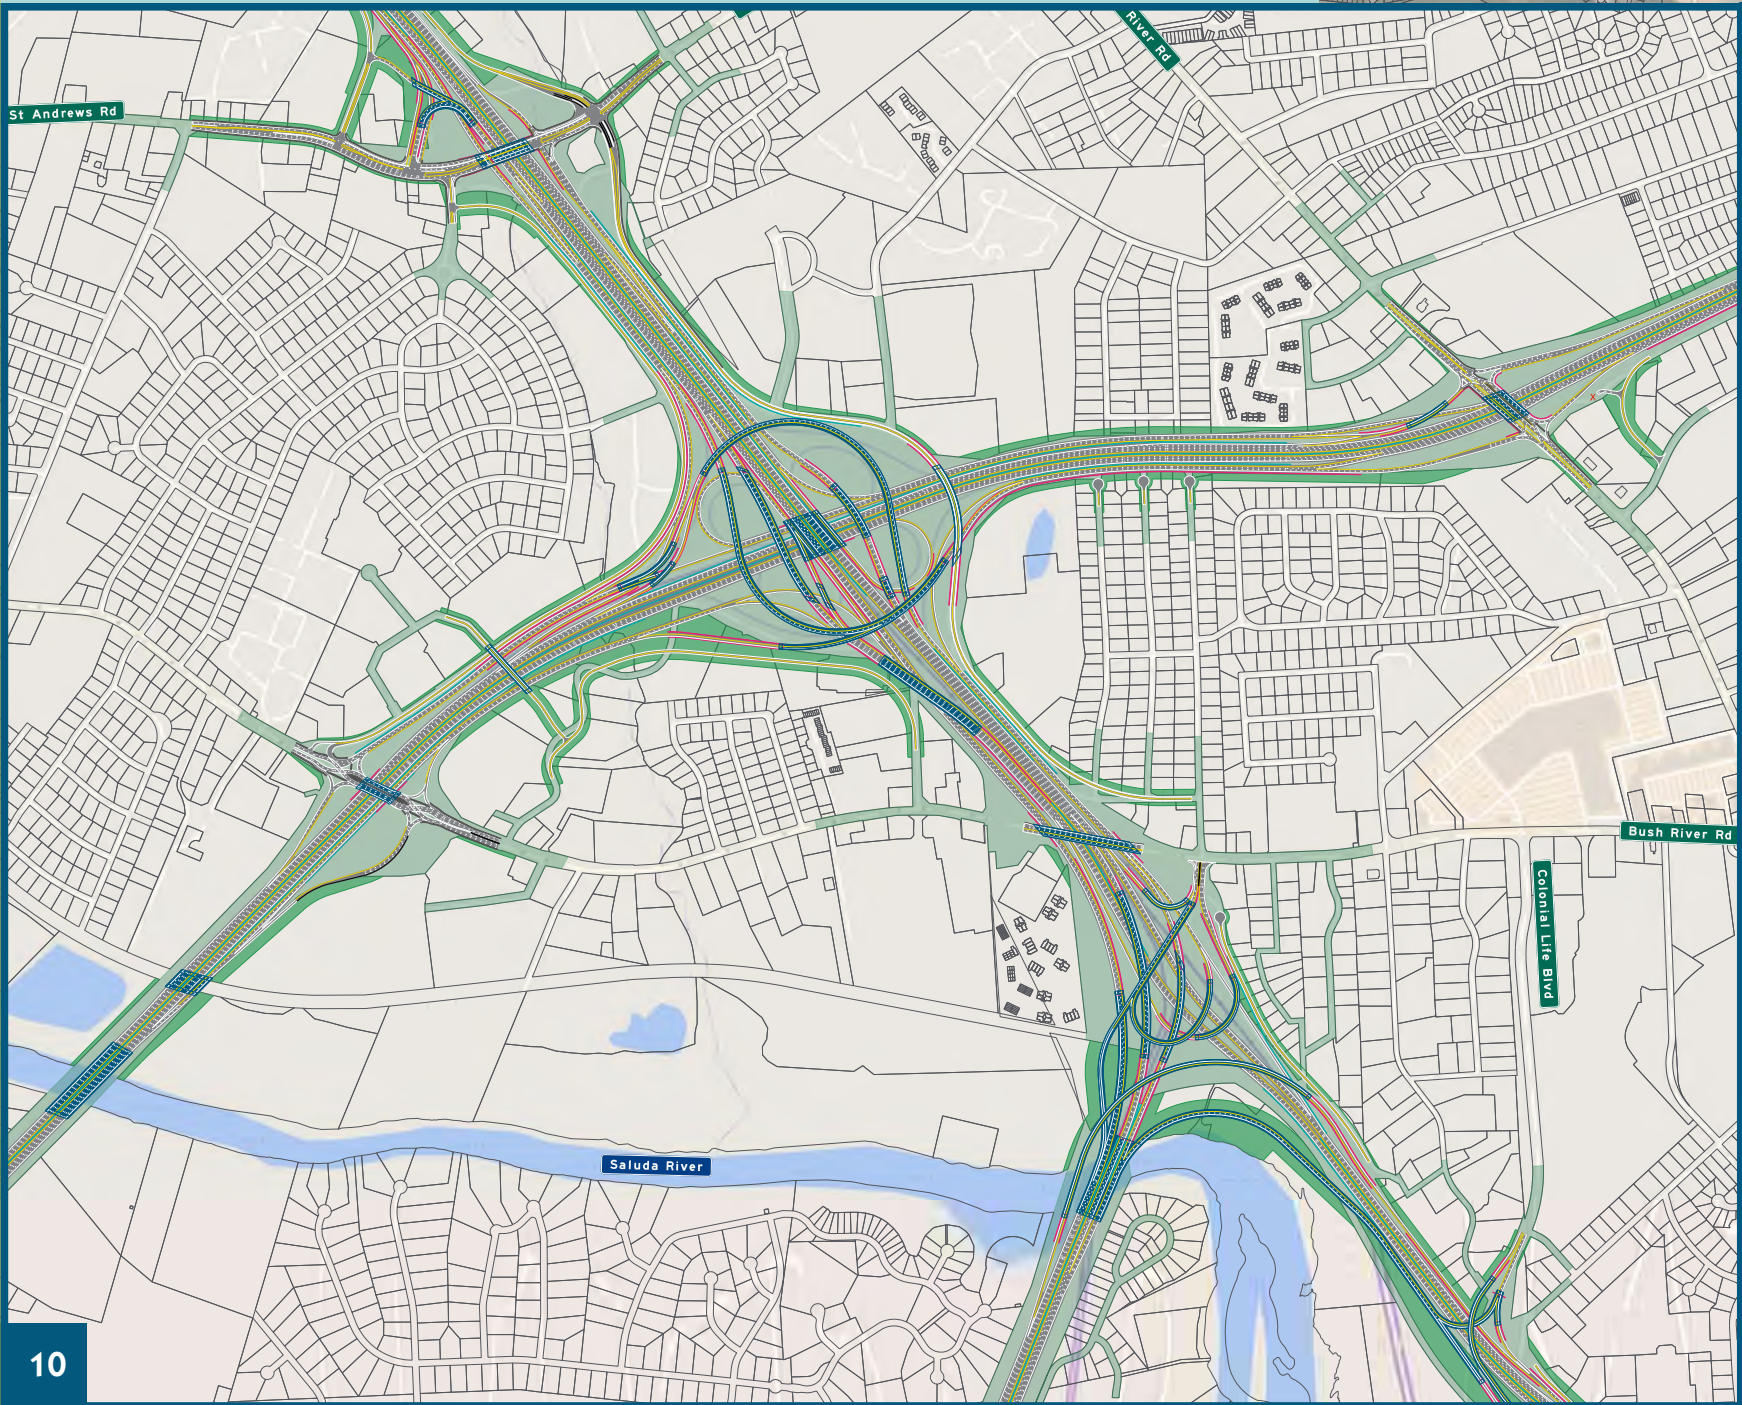 River Rd
St Andrews Rd
X
Bush River Rd
Colonial Life Blvd
Saluda River
10